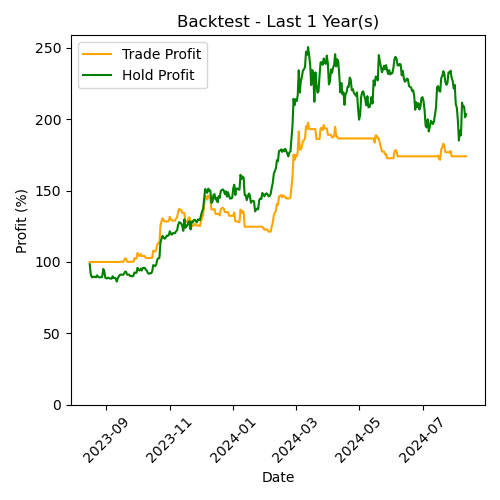 Backtest - Last 1 Year(s)
Trade Profit
Hold Profit
Profit (%)
250
200
150
100
50
0
2023-09
2023-11
2024-01
2024-03
2024-05
2024-07
Date